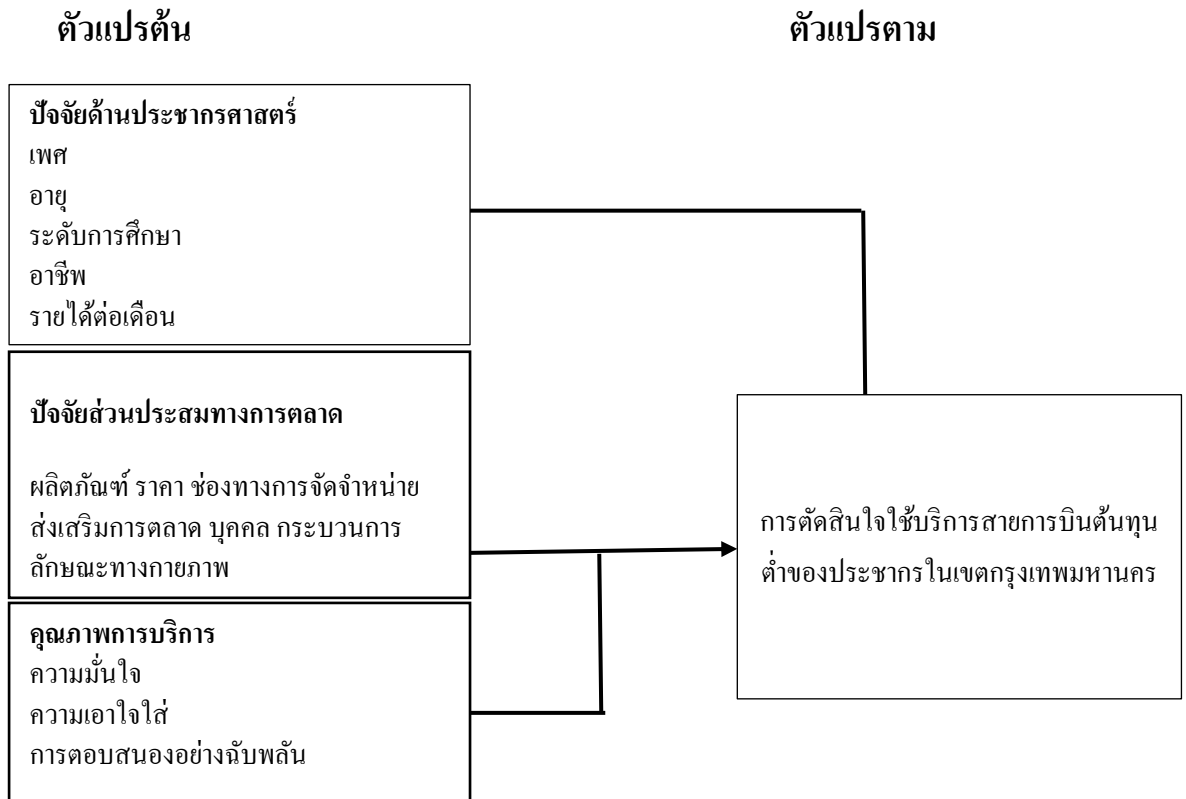 ตัวแปรต้น
ตัวแปรตาม
ปัจจัยด้านประชากรศาสตร์
เพศ
อายุ
ระดับการศึกษา
อาชีพ
รายได้ต่อเดือน
ปัจจัยส่วนประสมทางการตลาด
ผลิตภัณฑ์ ราคา ช่องทางการจัดจำหน่าย
ส่งเสริมการตลาด บุคคล กระบวนการ
ลักษณะทางกายภาพ
คุณภาพการบริการ
ความมั่นใจ
ความเอาใจใส่
การตอบสนองอย่างฉับพลัน
การตัดสินใจใช้บริการสายการบินต้นทุน
ต่ำของประชากรในเขตกรุงเทพมหานคร